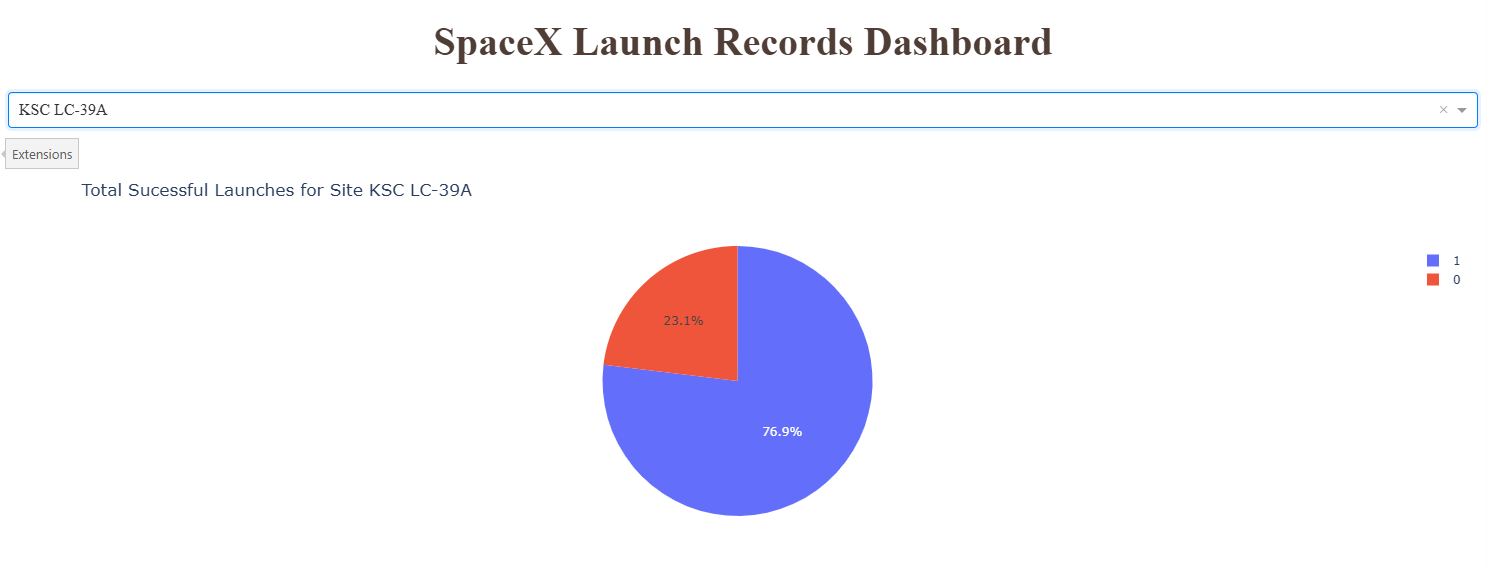 SpaceX Launch Records Dashboard
KSC LC-39A
×
Extensions
Total Sucessful Launches for Site KSC LC-39A
1
0
23.1%
76.9%